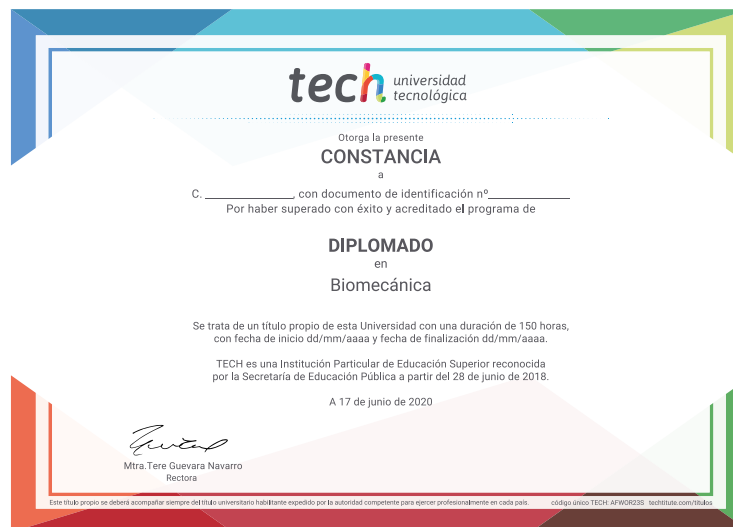 tech universidad
tecnológica
Otorga la presente
CONSTANCIA
a
C. ______________, con documento de identificación nº______________
Por haber superado con éxito y acreditado el programa de
DIPLOMADO
en
Biomecánica
Se trata de un título propio de esta Universidad con una duración de 150 horas,
con fecha de inicio dd/mm/aaaa y fecha de finalización dd/mm/aaaa.
TECH es una Institución Particular de Educación Superior reconocida
por la Secretaría de Educación Pública a partir del 28 de junio de 2018.
A 17 de junio de 2020
Mtra.Tere Guevara Navarro
Rectora
Este título propio se deberá acompañar siempre del título universitario habilitante expedido por la autoridad competente para ejercer profesionalmente en cada país. código único TECH: AFWOR23S techtitute.com/titulos